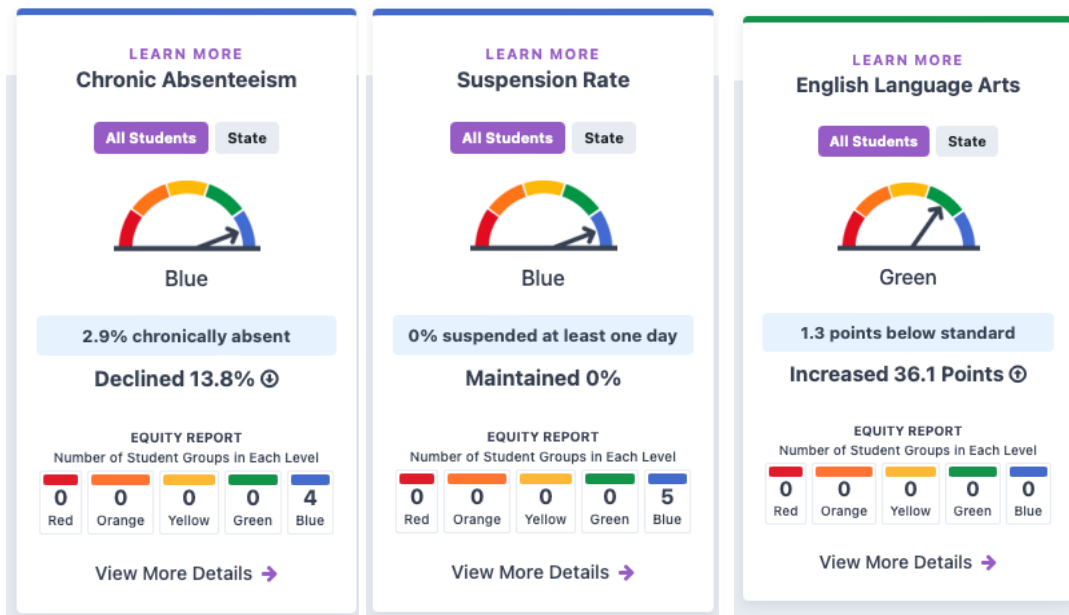 LEARN MORE
Chronic Absenteeism
All Students State
Blue
2.9% chronically absent
Declined 13.8%
EQUITY REPORT
Number of Student Groups in Each Level
0 0 0 0 4
Red Orange Yellow Green Blue
View More Details
LEARN MORE
Suspension Rate
All Students State
Blue
0% suspended at least one day
Maintained 0%
EQUITY REPORT
Number of Student Groups in Each Level
0 0 0 0 5
Red Orange Yellow Green Blue
View More Details
LEARN MORE
English Language Arts
All Students State
Green
1.3 points below standard
Increased 36.1 Points
EQUITY REPORT
Number of Student Groups in Each Level
0 0 0 0 0
Red Orange Yellow Green Blue
View More Details